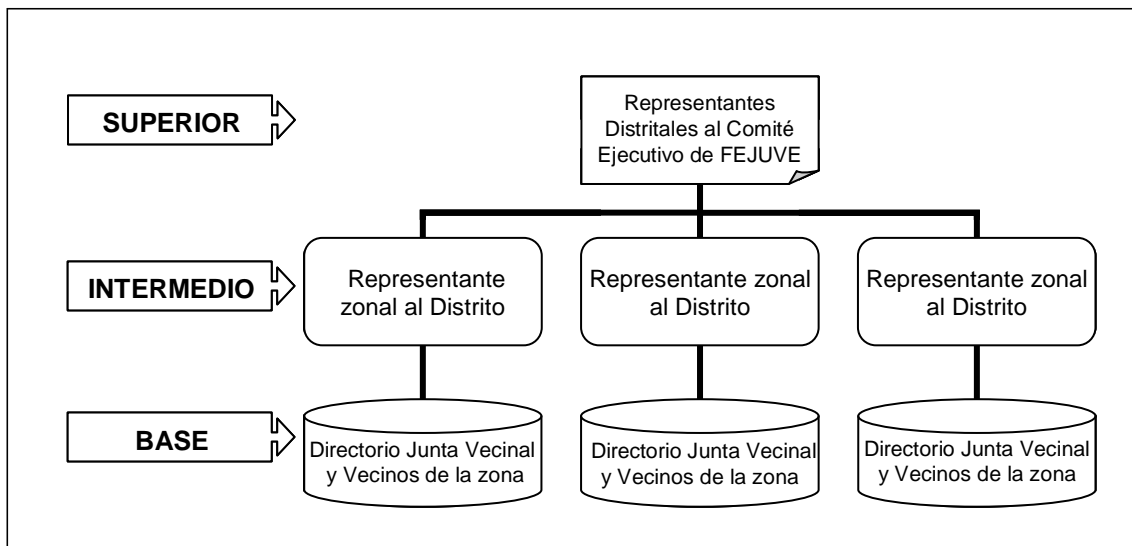 SUPERIOR
Representantes
Distritales al Comité
Ejecutivo de FEJUVE
INTERMEDIO
Representante
zonal al Distrito
Representante zonal
al Distrito
Representante zonal
al Distrito
BASE
Directorio Junta Vecinal
y Vecinos de la zona
Directorio Junta Vecinal
y Vecinos de la zona
Directorio Junta Vecinal
y Vecinos de la zona